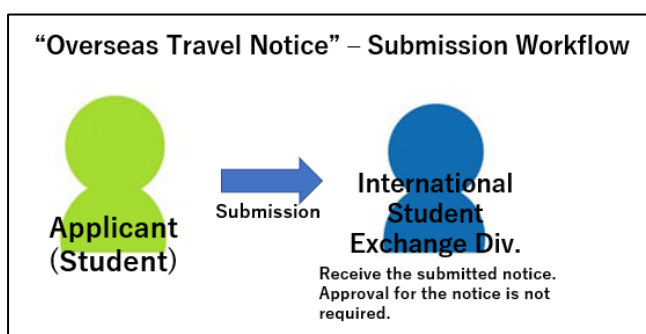 “Overseas Travel Notice” – Submission Workflow
Applicant
(Student)
Submission
International
Student
Exchange Div.
Receive the submitted notice.
Approval for the notice is not
required.